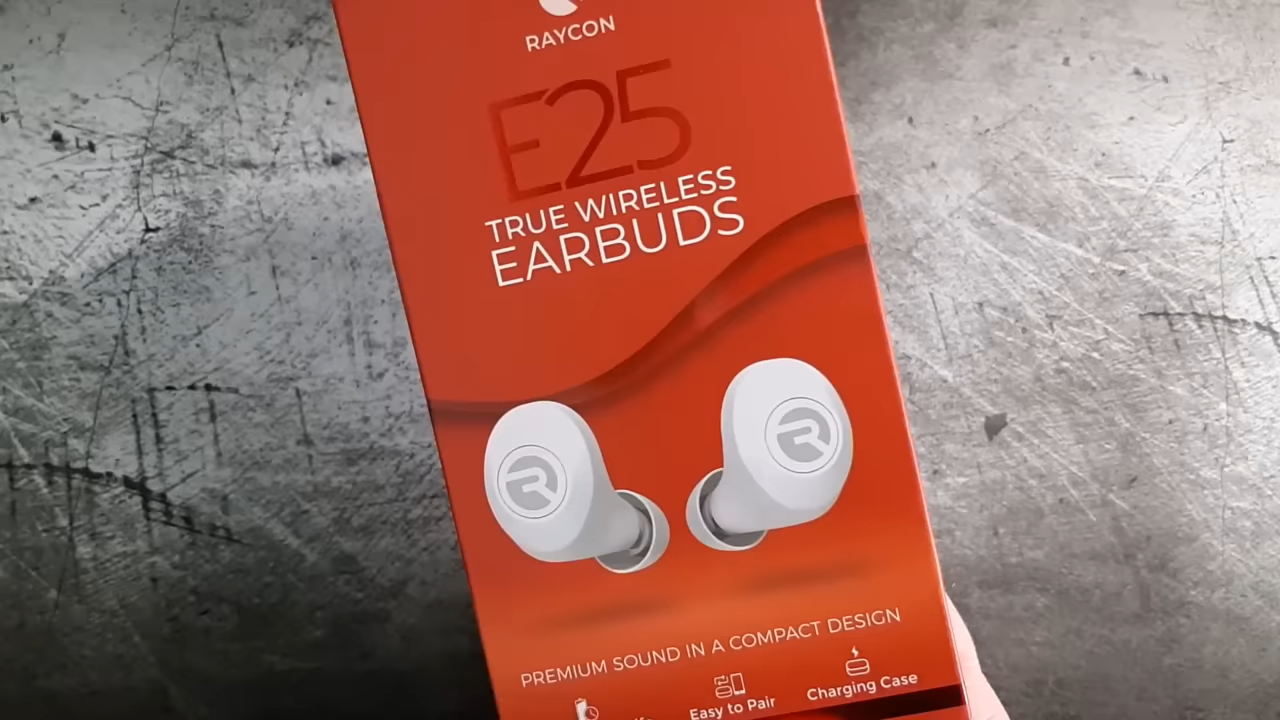 RAYCON
E25
TRUE WIRELESS
EARBUDS
PREMIUM SOUND IN A COMPACT DESIGN
Easy to Pair
Charging Case